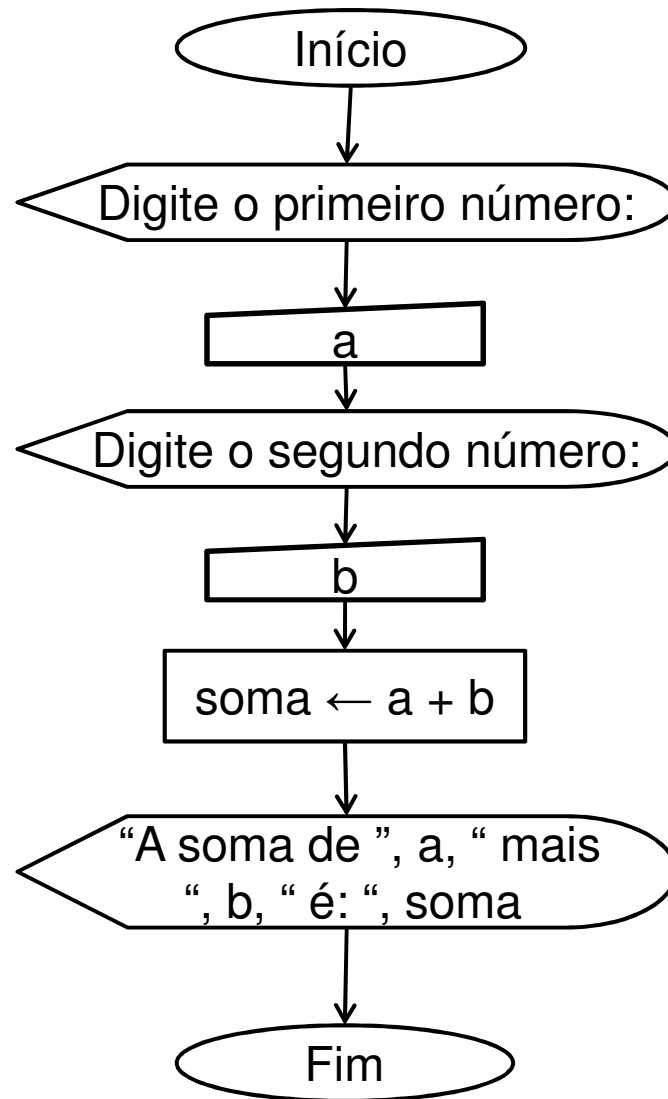 Início
Digite o primeiro número:
a
Digite o segundo número:
b
soma ← a + b
“A soma de ”, a, “ mais
“, b, “ é: “, soma
Fim